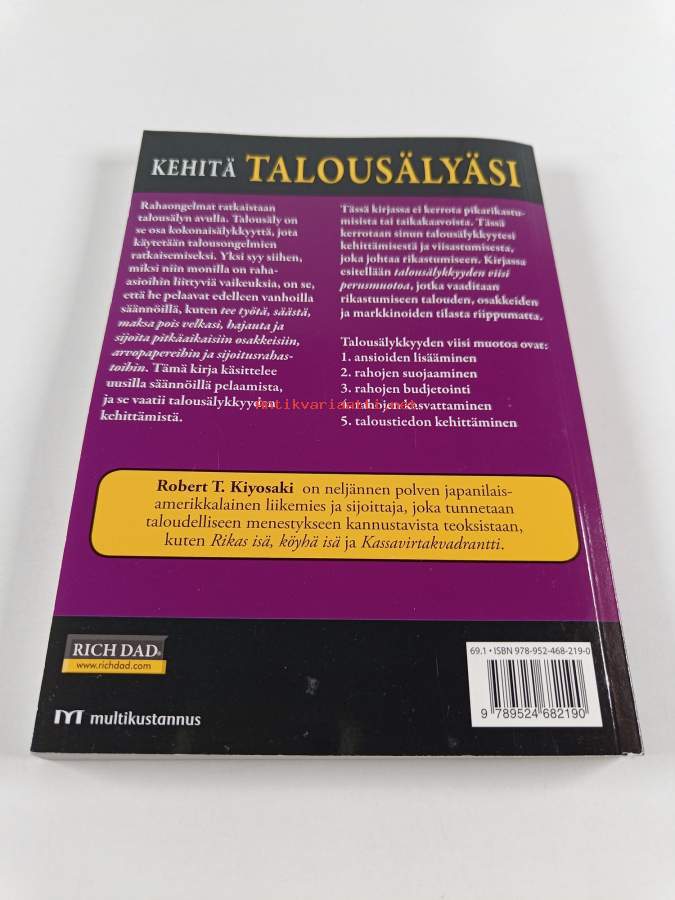 KEHITÄ TALOUSÄLYÄSI
Rahaongelmat ratkaistaan
talousälyn avulla. Talousäly on
se osa kokonaisälykkyyttä, jota
käytetään talousongelmien
ratkaisemiseksi. Yksi syy siihen,
miksi niin monilla on raha-
asioihin liittyviä vaikeuksia, on se,
että he pelaavat edelleen vanhoilla
säännöillä, kuten tee työtä, säästä,
maksa pois velkasi, hajauta ja
sijoita pitkäaikaisiin osakkeisiin,
arvopapereihin ja sijoitusrahas-
toihin. Tämä kirja käsittelee
uusilla säännöillä pelaamista,
ja se vaatii talousälykkyyden
kehittämistä.
Tässä kirjassa ei kerrota pikarikastu-
misista tai taikakaavoista. Tässä
kerrotaan sinun talousälykkyytesi
kehittämisestä ja viisastumisesta,
joka johtaa rikastumiseen. Kirjassa
esitellään talousälykkyyden viisi
perusmuotoa, jotka vaaditaan
rikastumiseen talouden, osakkeiden
ja markkinoiden tilasta riippumatta.
Talousälykkyyden viisi muotoa ovat:
1. ansioiden lisääminen
2. rahojen suojaaminen
3. rahojen budjetointi
4. rahojen kasvattaminen
5. taloustiedon kehittäminen
antikvariaatti.net
Robert T. Kiyosaki on neljännen polven japanilais-
amerikkalainen liikemies ja sijoittaja, joka tunnetaan
taloudelliseen menestykseen kannustavista teoksistaan,
kuten Rikas isä, köyhä isä ja Kassavirtakvadrantti.
RICH DAD®
www.richdad.com
multikustannus
69.1 • ISBN 978-952-468-219-0
9 789524 682190